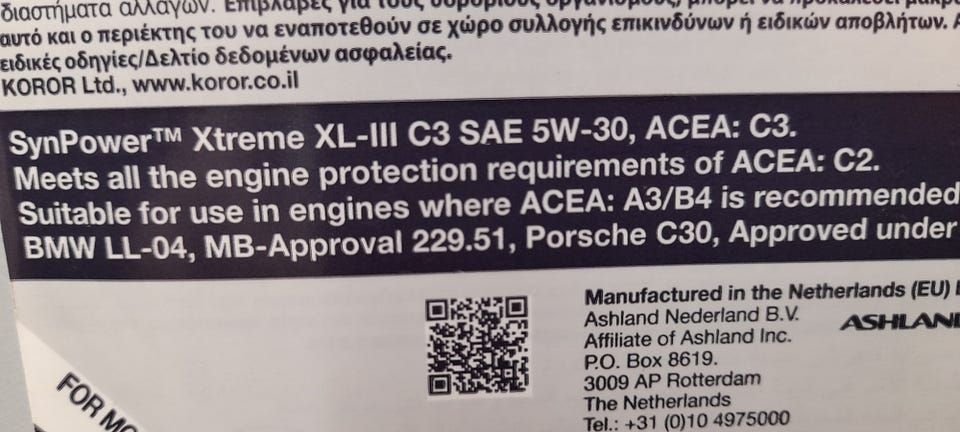 διαστήματα αλλαγών. Επιβλαβές για τους υδρόβιους οργανισμούς, μπορεί να προκαλέσει μακρ
αυτό και ο περιέκτης του να εναποτεθούν σε χώρο συλλογής επικινδύνων ή ειδικών αποβλήτων.
ειδικές οδηγίες/Δελτίο δεδομένων ασφαλείας.
KOROR Ltd., www.koror.co.il
SynPower™ Xtreme XL-III C3 SAE 5W-30, ACEA: C3.
Meets all the engine protection requirements of ACEA: C2.
Suitable for use in engines where ACEA: A3/B4 is recommended
BMW LL-04, MB-Approval 229.51, Porsche C30, Approved under
Manufactured in the Netherlands (EU)
Ashland Nederland B.V.
ASHLAND
Affiliate of Ashland Inc.
P.O. Box 8619.
3009 AP Rotterdam
The Netherlands
Tel.: +31 (0)10 4975000
FOR MO